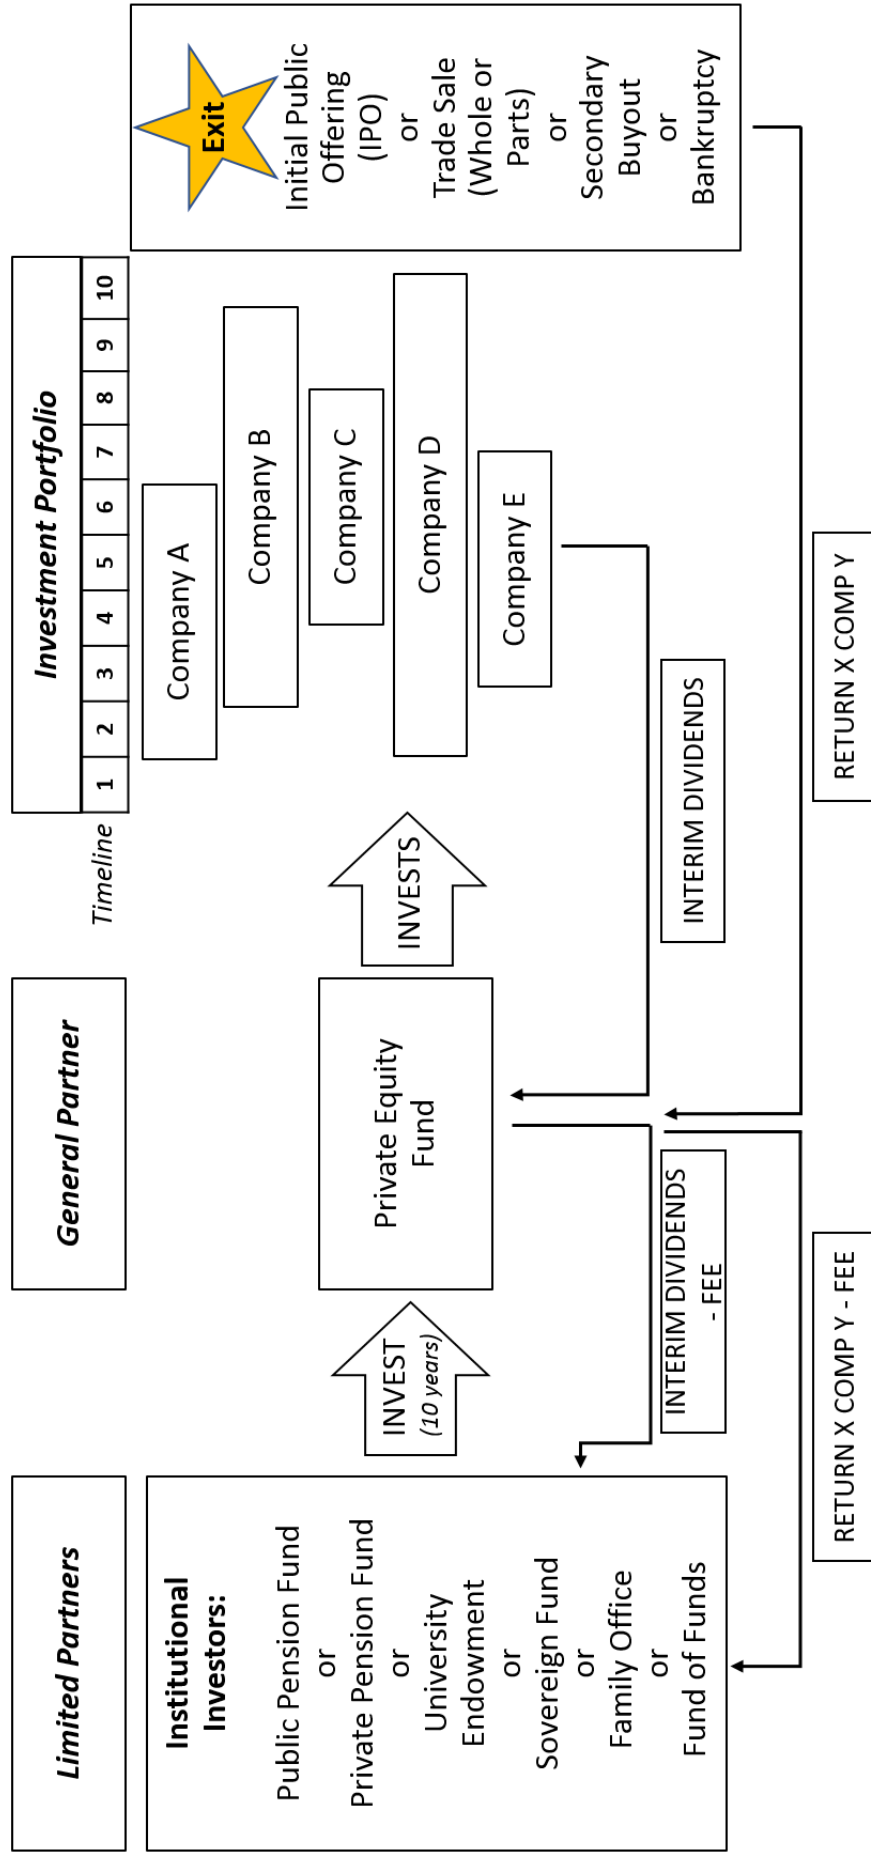 Limited Partners
General Partner
Investment Portfolio
Timeline
1 2 3 4 5 6 7 8 9 10
Institutional
Investors:
Public Pension Fund
or
Private Pension Fund
or
University
Endowment
or
Sovereign Fund
or
Family Office
or
Fund of Funds
INVEST
(10 years)
Private Equity
Fund
INVESTS
Company A
Company B
Company C
Company D
Company E
Exit
Initial Public
Offering
(IPO)
or
Trade Sale
(Whole or
Parts)
or
Secondary
Buyout
or
Bankruptcy
INTERIM DIVIDENDS
- FEE
INTERIM DIVIDENDS
RETURN X COMP Y - FEE
RETURN X COMP Y